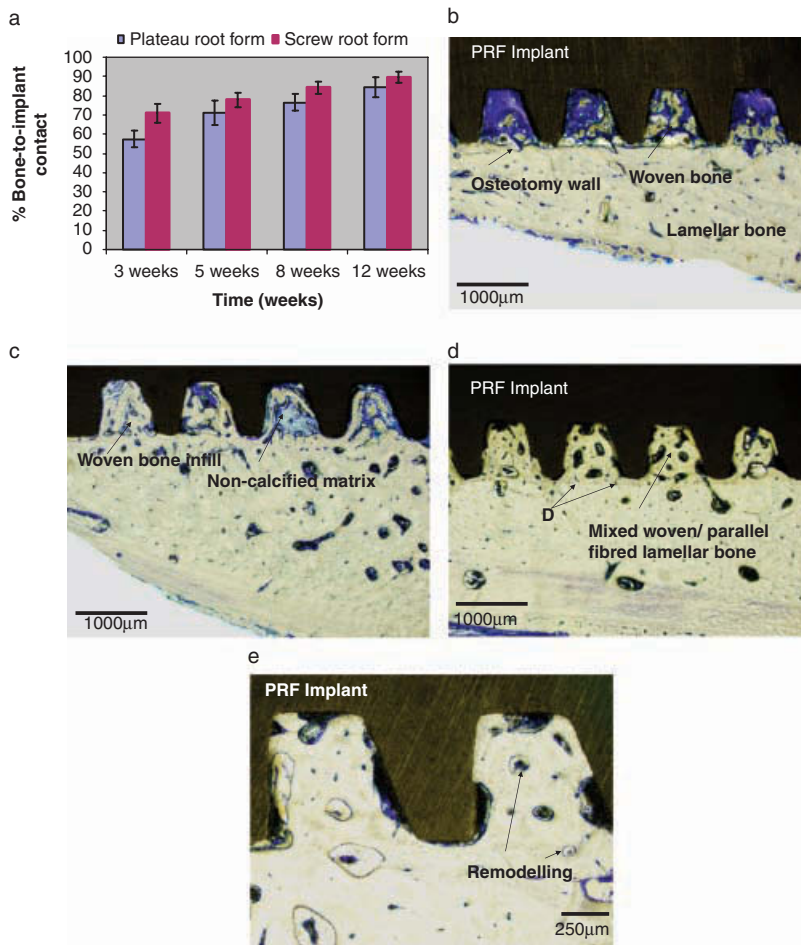 a
Plateau root form Screw root form
100
90
80
70
60
50
40
30
20
10
0
% Bone-to-implant
contact
3 weeks 5 weeks 8 weeks 12 weeks
Time (weeks)
b
PRF Implant
Osteotomy wall
Woven bone
Lamellar bone
1000µm
c
Woven bone infill
Non-calcified matrix
1000µm
d
PRF Implant
D
Mixed woven/ parallel
fibred lamellar bone
1000µm
e
PRF Implant
Remodelling
250µm